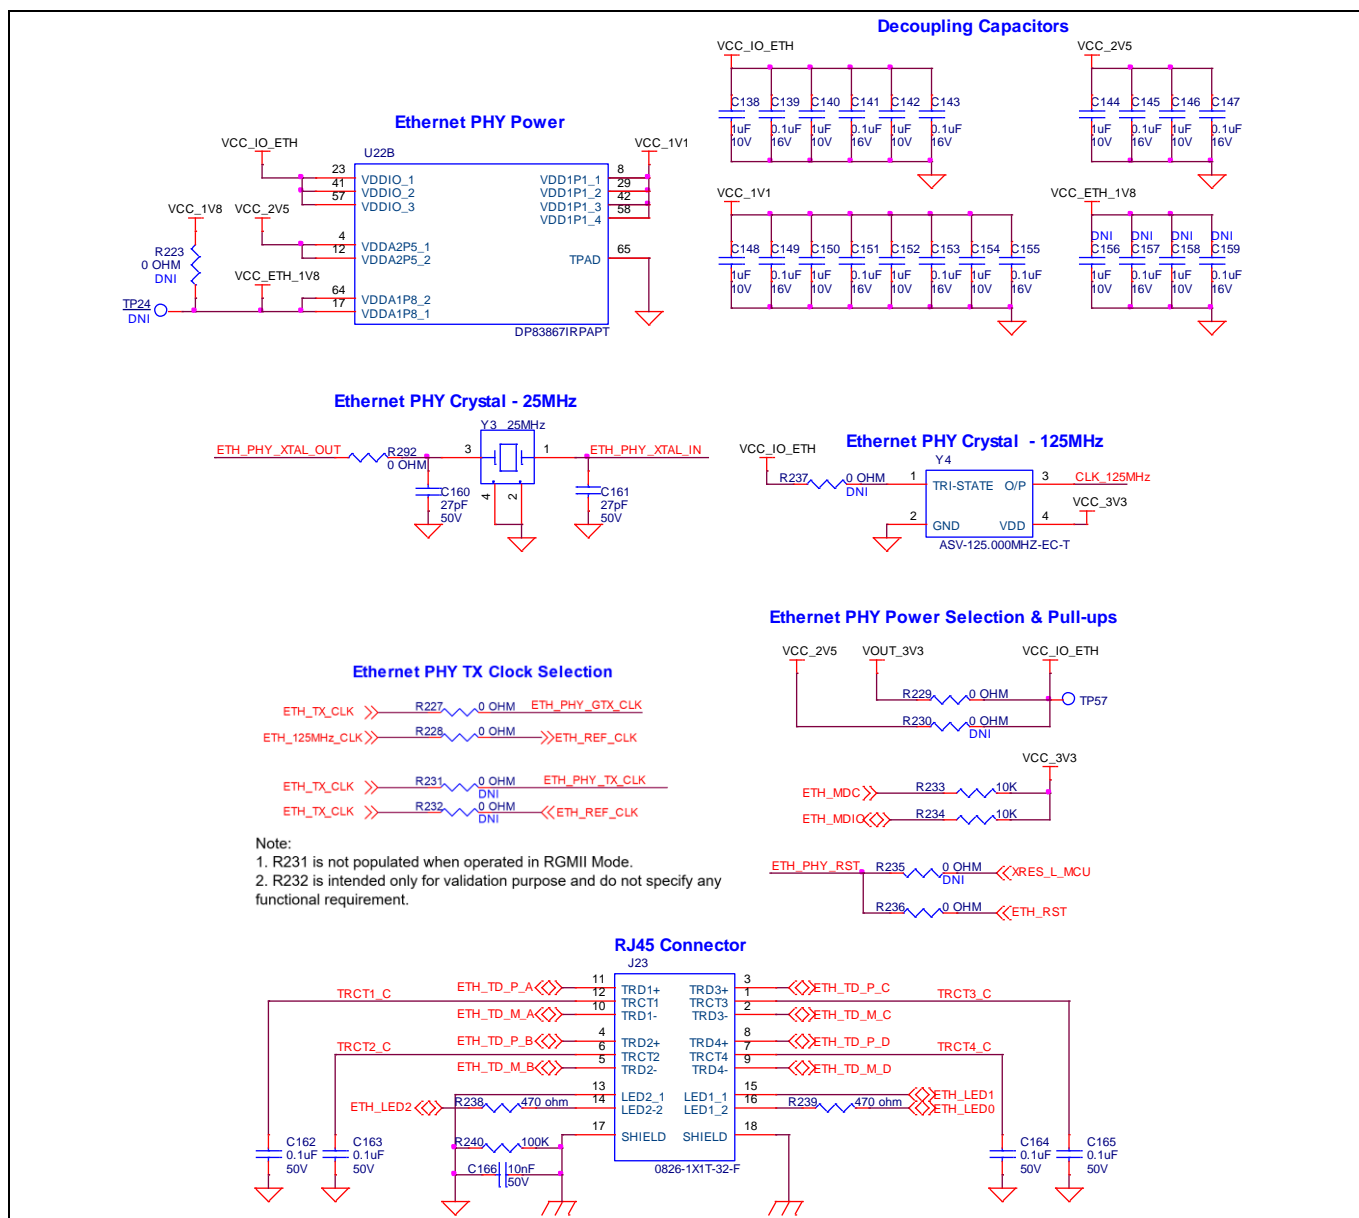 Decoupling Capacitors
VCC_IO_ETH
VCC_2V5
C138 C139 C140 C141 C142 C143
1uF 0.1uF 1uF 0.1uF 1uF 0.1uF
10V 16V 10V 16V 10V 16V
C144 C145 C146 C147
1uF 0.1uF 1uF 0.1uF
10V 16V 10V 16V
VCC_1V1
VCC_ETH_1V8
C148 C149 C150 C151 C152 C153 C154 C155
1uF 0.1uF 1uF 0.1uF 1uF 0.1uF 1uF 0.1uF
10V 16V 10V 16V 10V 16V 10V 16V
DNI DNI DNI DNI
C156 C157 C158 C159
1uF 0.1uF 1uF 0.1uF
10V 16V 10V 16V
Ethernet PHY Power
VCC_IO_ETH
U22B
VCC_1V1
23 VDDIO_1 VDD1P1_1 8
41 VDDIO_2 VDD1P1_2 29
57 VDDIO_3 VDD1P1_3 42
VDD1P1_4 58
VCC_1V8 VCC_2V5
4 VDDA2P5_1
12 VDDA2P5_2 TPAD 65
R223
0 OHM
DNI
VCC_ETH_1V8
64 VDDA1P8_2
17 VDDA1P8_1
TP24
DNI
DP83867IRPAPT
Ethernet PHY Crystal - 25MHz
Y3 25MHz
ETH_PHY_XTAL_OUT R292 3 1 ETH_PHY_XTAL_IN
0 OHM
C160
27pF
50V
4 2
C161
27pF
50V
Ethernet PHY Crystal - 125MHz
VCC_IO_ETH
Y4
R237 0 OHM 1 TRI-STATE O/P 3 CLK_125MHz
DNI
VCC_3V3
2 GND VDD 4
ASV-125.000MHZ-EC-T
Ethernet PHY Power Selection & Pull-ups
VCC_2V5 VOUT_3V3 VCC_IO_ETH
R229 0 OHM TP57
R230 0 OHM
DNI
VCC_3V3
ETH_MDC R233 10K
ETH_MDIO R234 10K
ETH_PHY_RST R235 0 OHM XRES_L_MCU
DNI
R236 0 OHM ETH_RST
Ethernet PHY TX Clock Selection
ETH_TX_CLK R227 0 OHM ETH_PHY_GTX_CLK
ETH_125MHz_CLK R228 0 OHM ETH_REF_CLK
ETH_TX_CLK R231 0 OHM ETH_PHY_TX_CLK
DNI
ETH_TX_CLK R232 0 OHM ETH_REF_CLK
DNI
Note:
1. R231 is not populated when operated in RGMII Mode.
2. R232 is intended only for validation purpose and do not specify any
functional requirement.
RJ45 Connector
J23
ETH_TD_P_A 11 TRD1+ TRD3+ 3 ETH_TD_P_C
TRCT1_C 12 TRCT1 TRCT3 1 TRCT3_C
ETH_TD_M_A 10 TRD1- TRD3- 2 ETH_TD_M_C
ETH_TD_P_B 4 TRD2+ TRD4+ 8 ETH_TD_P_D
TRCT2_C 6 TRCT2 TRCT4 7 TRCT4_C
ETH_TD_M_B 5 TRD2- TRD4- 9 ETH_TD_M_D
13 LED2_1 LED1_1 15 ETH_LED1
ETH_LED2 R238 470 ohm 14 LED2-2 LED1_2 16 R239 470 ohm ETH_LED0
17 SHIELD SHIELD 18
R240 100K
C166 10nF
50V
0826-1X1T-32-F
C162 C163 C164 C165
0.1uF 0.1uF 0.1uF 0.1uF
50V 50V 50V 50V